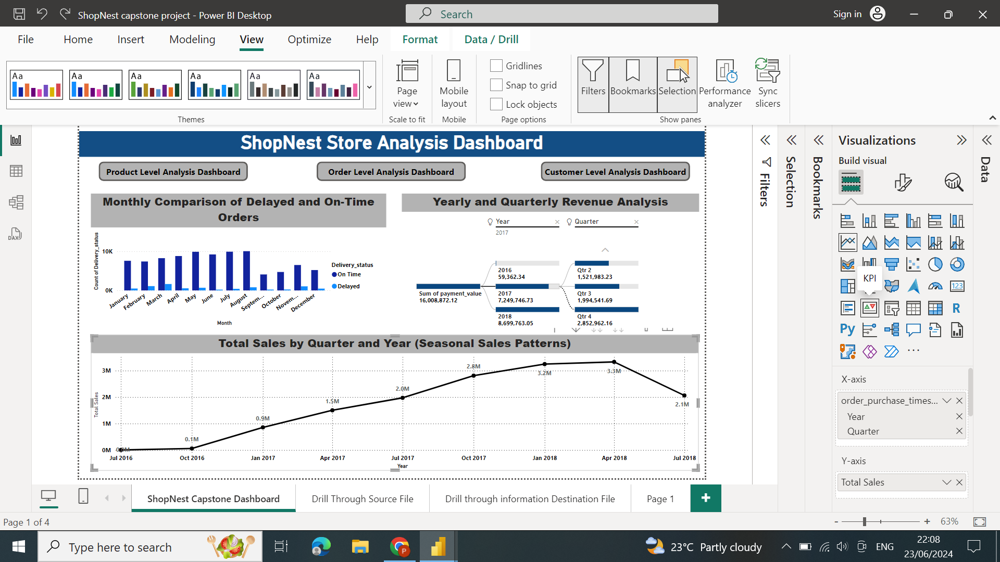 ShopNest capstone project - Power BI Desktop
Search
Sign in
File
Home
Insert
Modeling
View
Optimize
Help
Format
Data / Drill
Aa
Aa
Aa
Aa
Aa
Aa
Themes
Page view
Scale to fit
Mobile layout
Mobile
Gridlines
Snap to grid
Lock objects
Page options
Filters
Bookmarks
Selection
Performance analyzer
Sync slicers
Show panes
DAX
ShopNest Store Analysis Dashboard
Product Level Analysis Dashboard
Order Level Analysis Dashboard
Customer Level Analysis Dashboard
Monthly Comparison of Delayed and On-Time
Orders
Count of Delivery_status
10K
0K
January
February
March
April
May
June
July
August
Septem...
October
Novem...
December
Month
Delivery_status
On Time
Delayed
Yearly and Quarterly Revenue Analysis
Year
2017
Quarter
Sum of payment_value
16,008,872.12
2016
59,362.34
2017
7,249,746.73
2018
8,699,763.05
Qtr 2
1,521,983.23
Qtr 3
1,994,541.69
Qtr 4
2,852,962.16
Total Sales by Quarter and Year (Seasonal Sales Patterns)
Total Sales
3M
2M
1M
0M
0.0M
0.1M
0.9M
1.5M
2.0M
2.8M
3.2M
3.3M
2.1M
Jul 2016
Oct 2016
Jan 2017
Apr 2017
Jul 2017
Oct 2017
Jan 2018
Apr 2018
Jul 2018
Year
Filters
Selection
Bookmarks
Visualizations
Build visual
KPI
123
R
Py
...
X-axis
order_purchase_times...
Year
Quarter
Y-axis
Total Sales
Data
ShopNest Capstone Dashboard
Drill Through Source File
Drill through information Destination File
Page 1
+
Page 1 of 4
- + 63%
Type here to search
P
23°C Partly cloudy
ENG
22:08
23/06/2024